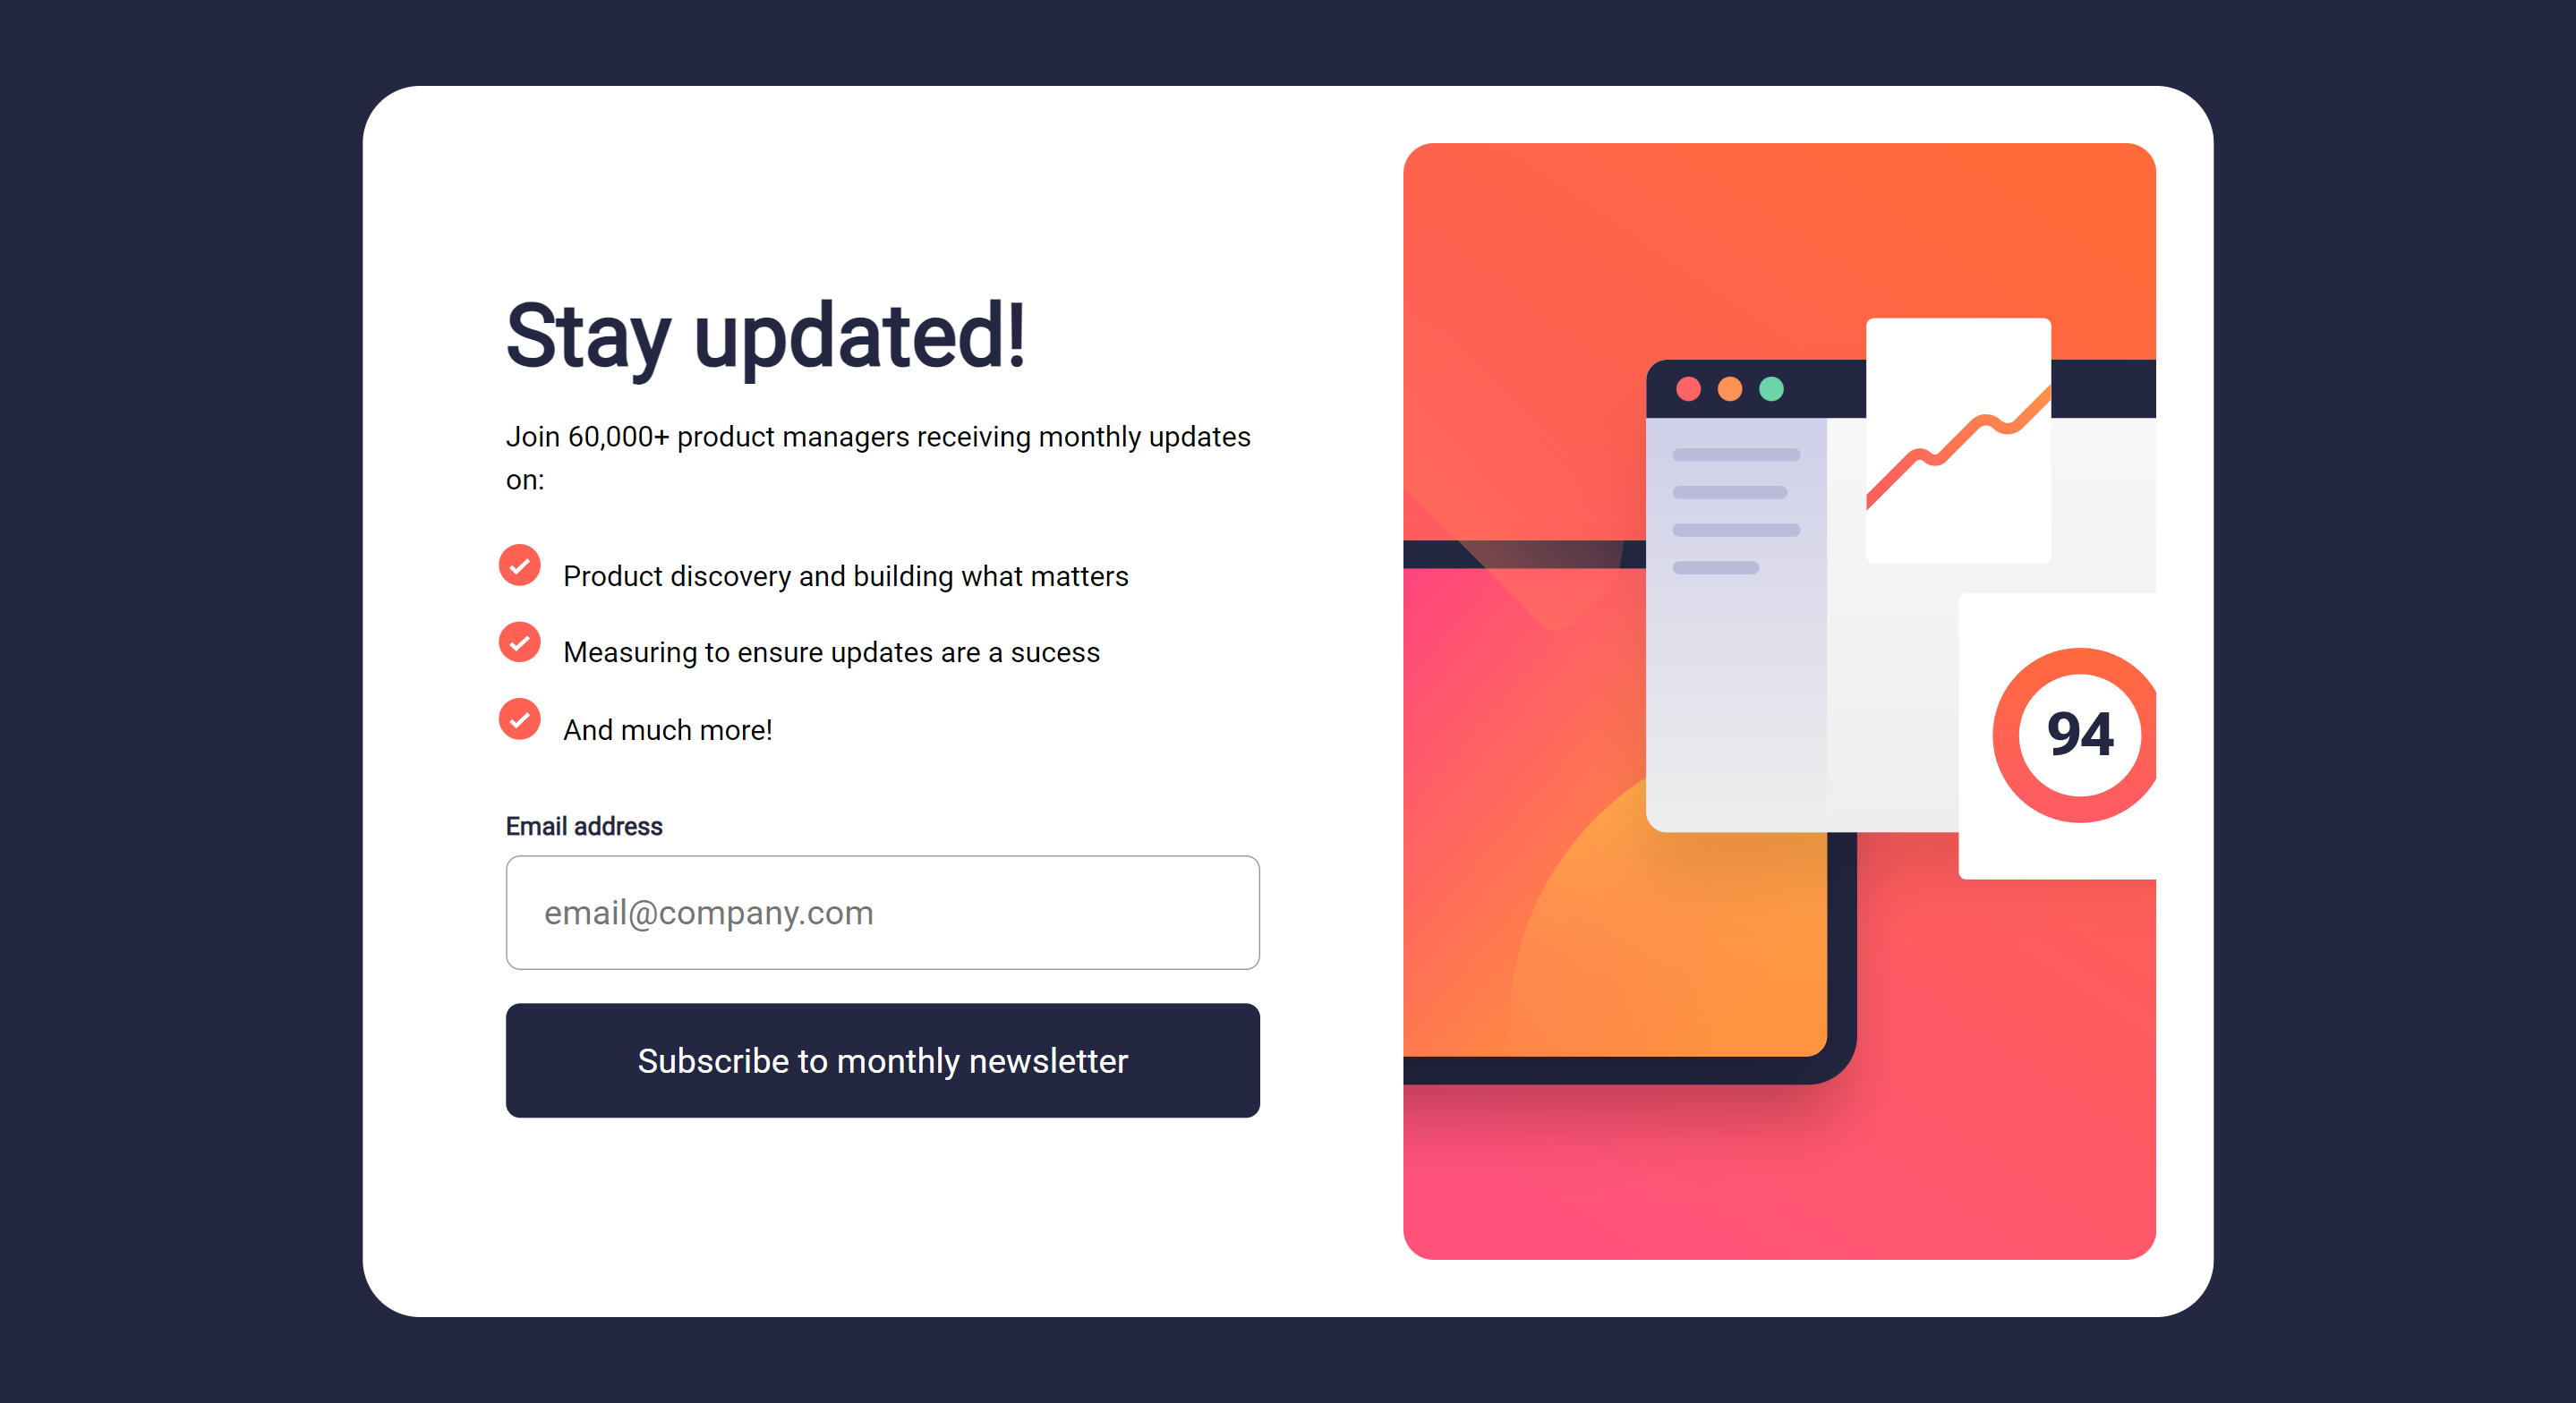 Stay updated!
Join 60,000+ product managers receiving monthly updates
on:
Product discovery and building what matters
Measuring to ensure updates are a sucess
And much more!
Email address
email@company.com
Subscribe to monthly newsletter
94